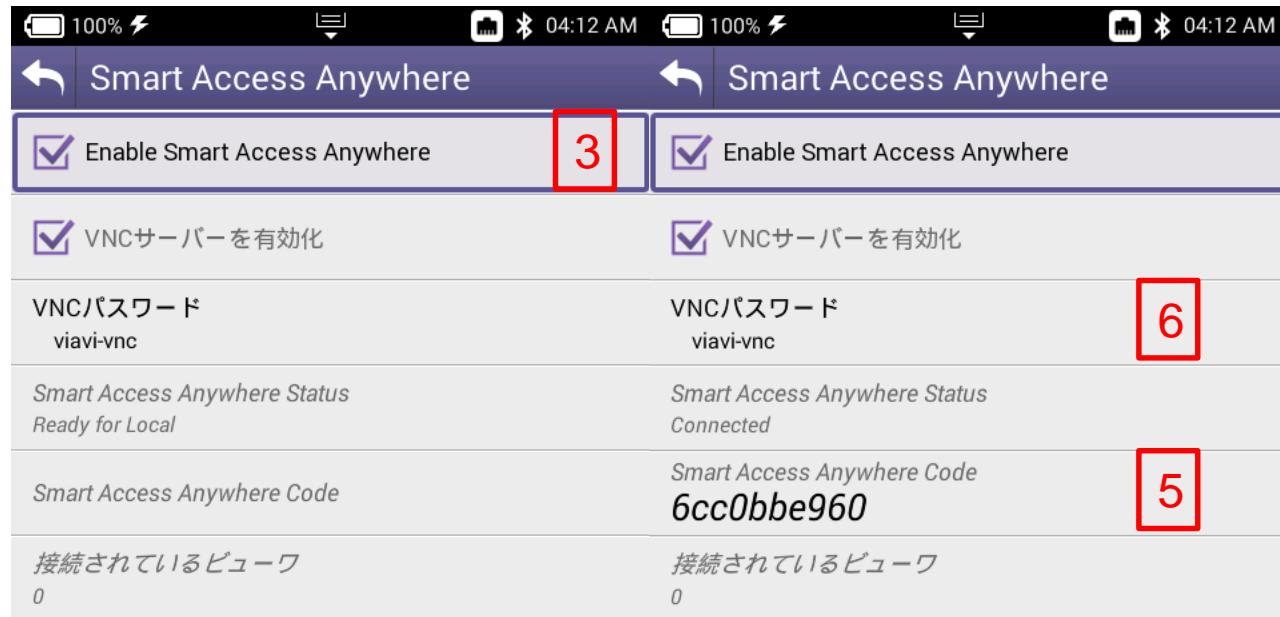 100%
04:12 AM
Smart Access Anywhere
Enable Smart Access Anywhere
3
VNCサーバーを有効化
VNCパスワード
viavi-vnc
Smart Access Anywhere Status
Ready for Local
Smart Access Anywhere Code
接続されているビューワ
0
100%
04:12 AM
Smart Access Anywhere
Enable Smart Access Anywhere
VNCサーバーを有効化
VNCパスワード
viavi-vnc
6
Smart Access Anywhere Status
Connected
Smart Access Anywhere Code
6cc0bbe960
5
接続されているビューワ
0